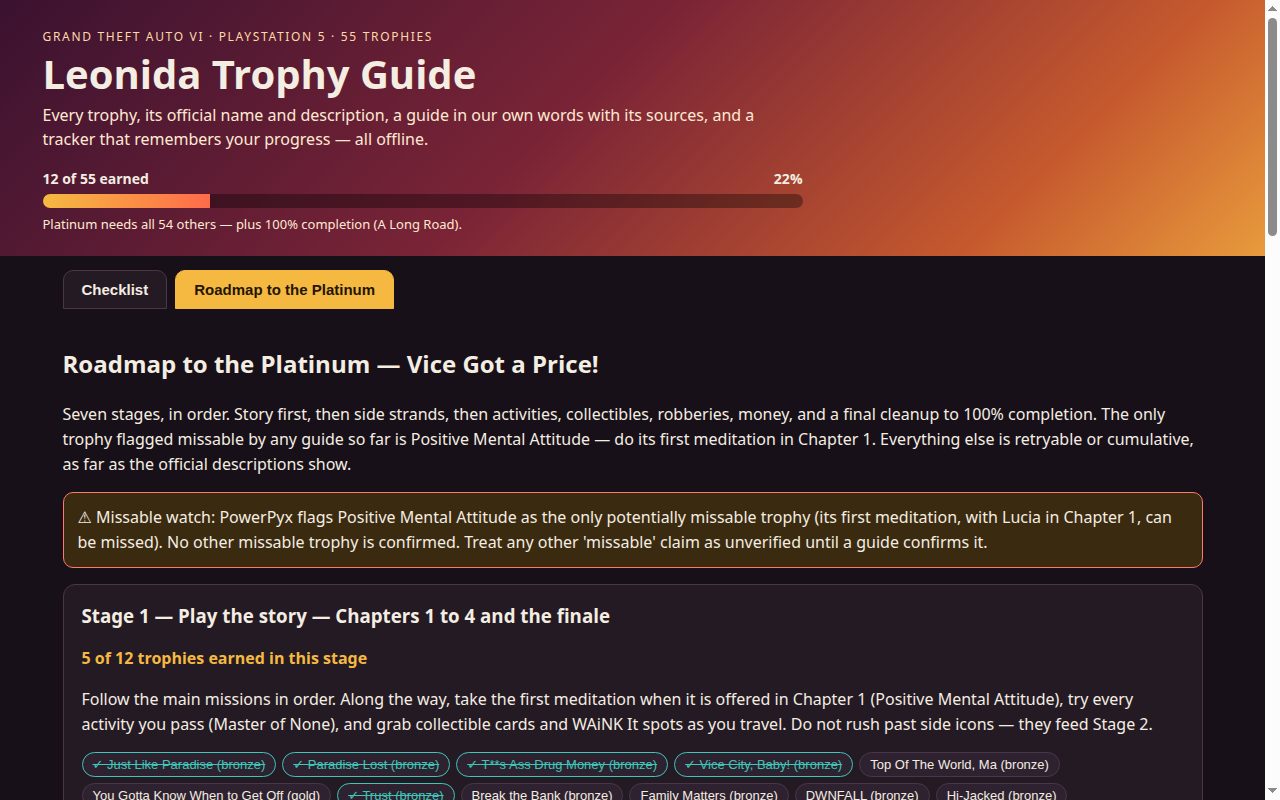 GRAND THEFT AUTO VI · PLAYSTATION 5 · 55 TROPHIES
Leonida Trophy Guide
Every trophy, its official name and description, a guide in our own words with its sources, and a
tracker that remembers your progress — all offline.
12 of 55 earned 22%
Platinum needs all 54 others — plus 100% completion (A Long Road).
Checklist Roadmap to the Platinum
Roadmap to the Platinum — Vice Got a Price!
Seven stages, in order. Story first, then side strands, then activities, collectibles, robberies, money, and a final cleanup to 100% completion. The only
trophy flagged missable by any guide so far is Positive Mental Attitude — do its first meditation in Chapter 1. Everything else is retryable or cumulative,
as far as the official descriptions show.
⚠ Missable watch: PowerPyx flags Positive Mental Attitude as the only potentially missable trophy (its first meditation, with Lucia in Chapter 1, can
be missed). No other missable trophy is confirmed. Treat any other 'missable' claim as unverified until a guide confirms it.
Stage 1 — Play the story — Chapters 1 to 4 and the finale
5 of 12 trophies earned in this stage
Follow the main missions in order. Along the way, take the first meditation when it is offered in Chapter 1 (Positive Mental Attitude), try every
activity you pass (Master of None), and grab collectible cards and WAiNK It spots as you travel. Do not rush past side icons — they feed Stage 2.
✓ Just Like Paradise (bronze) ✓ Paradise Lost (bronze) ✓ T**s Ass Drug Money (bronze) ✓ Vice City, Baby! (bronze) Top Of The World, Ma (bronze)
You Gotta Know When to Get Off (gold) ✓ Trust (bronze) Break the Bank (bronze) Family Matters (bronze) DWNFALL (bronze) Hi-Jacked (bronze)